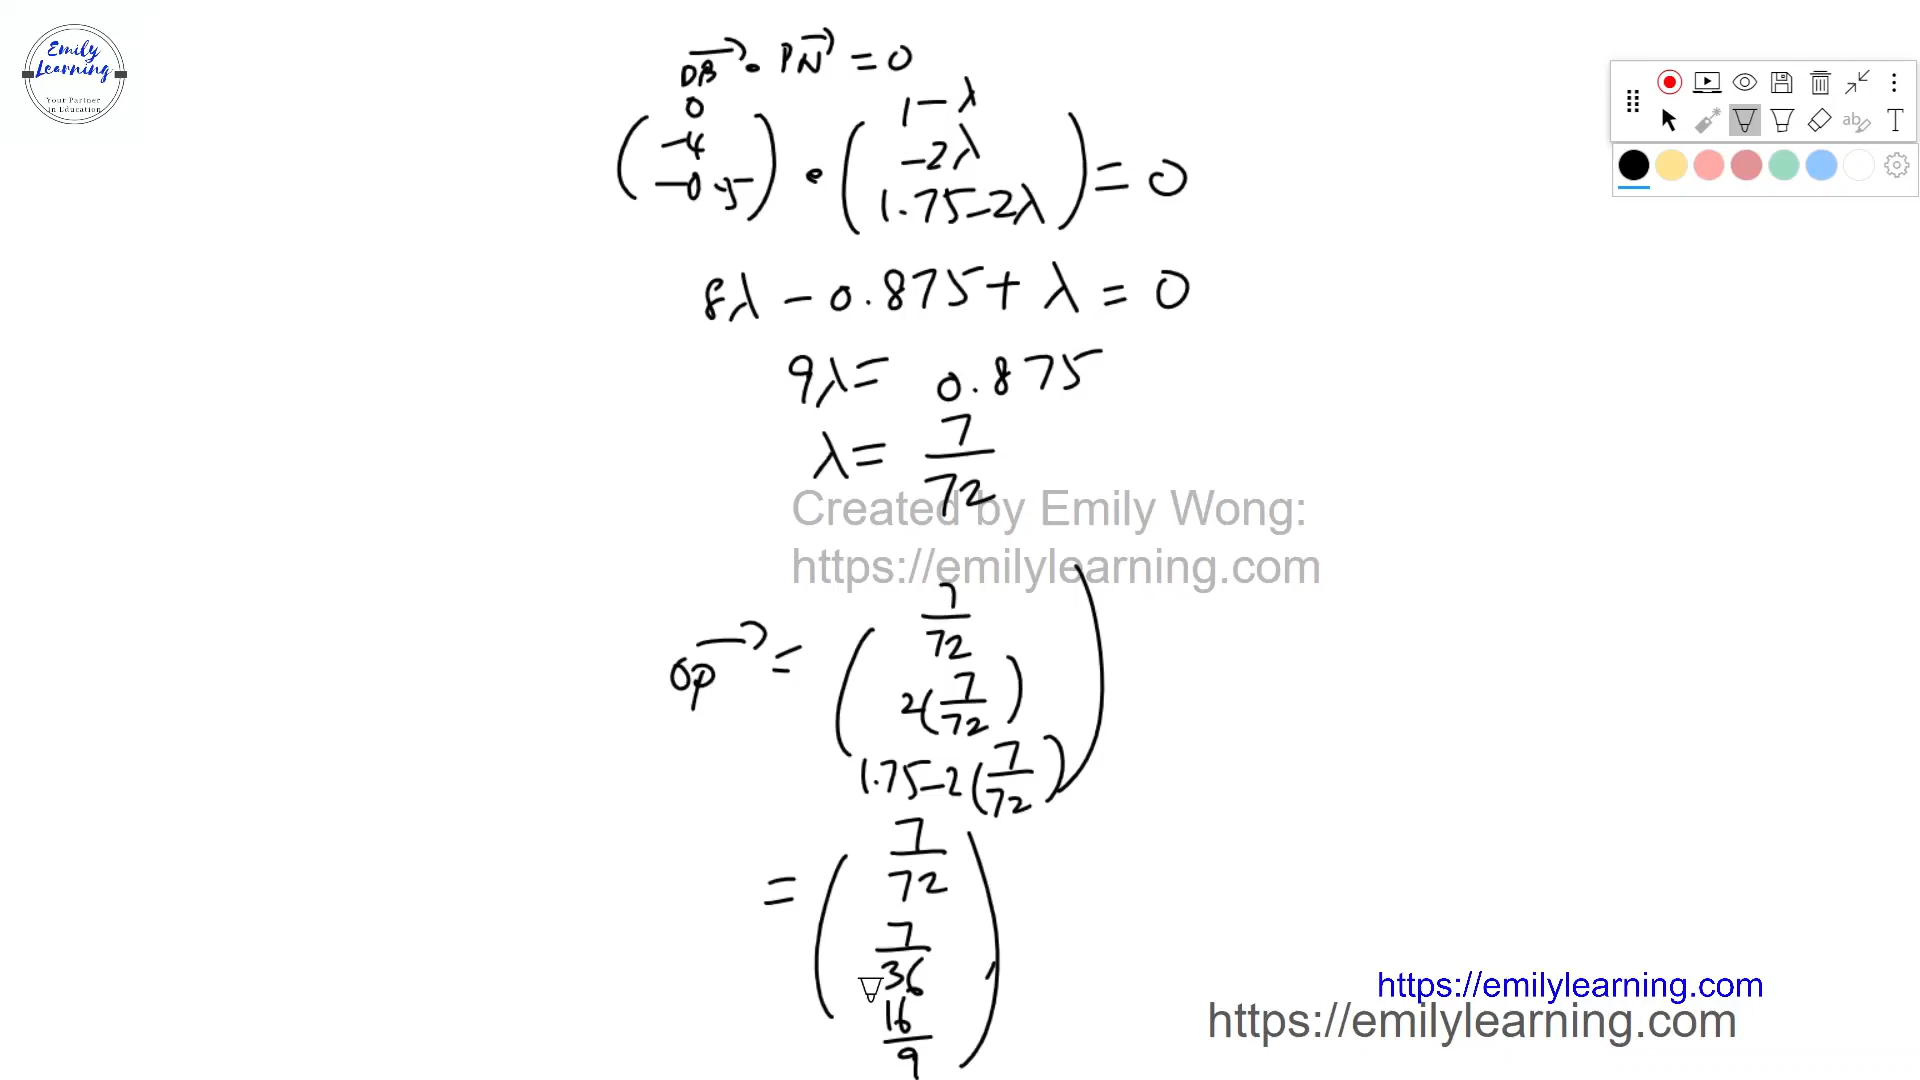 Emily
Learning
Your Partner
in Education
DB · PN = 0
( 0 −4 −0.5 ) · ( 1−λ −2λ 1.75−2λ ) = 0
8λ − 0.875 + λ = 0
9λ = 0.875
λ = 7/72
Created by Emily Wong:
https://emilylearning.com
OP = ( 7/72 2(7/72) 1.75−2(7/72) )
= ( 7/72 7/36 16/9 )
https://emilylearning.com
https://emilylearning.com
ab
T